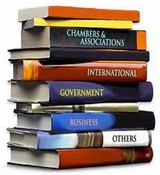 CHAMBERS
& ASSOCIATIONS
INTERNATIONAL
GOVERNMENT
BUSINESS
OTHERS